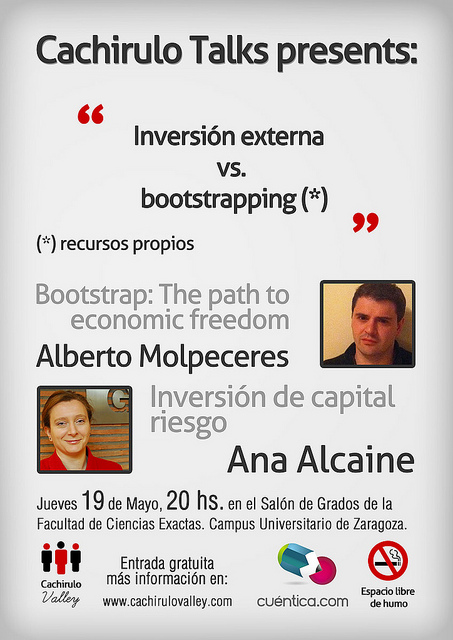 Cachirulo Talks presents:
“
Inversión externa
vs.
bootstrapping (*)
”
(*) recursos propios
Bootstrap: The path to
economic freedom
Alberto Molpeceres
Inversión de capital
riesgo
Ana Alcaine
Jueves 19 de Mayo, 20 hs. en el Salón de Grados de la
Facultad de Ciencias Exactas. Campus Universitario de Zaragoza.
Cachirulo
Valley
Entrada gratuita
más información en:
www.cachirulovalley.com
cuéntica.com
Espacio libre
de humo
G